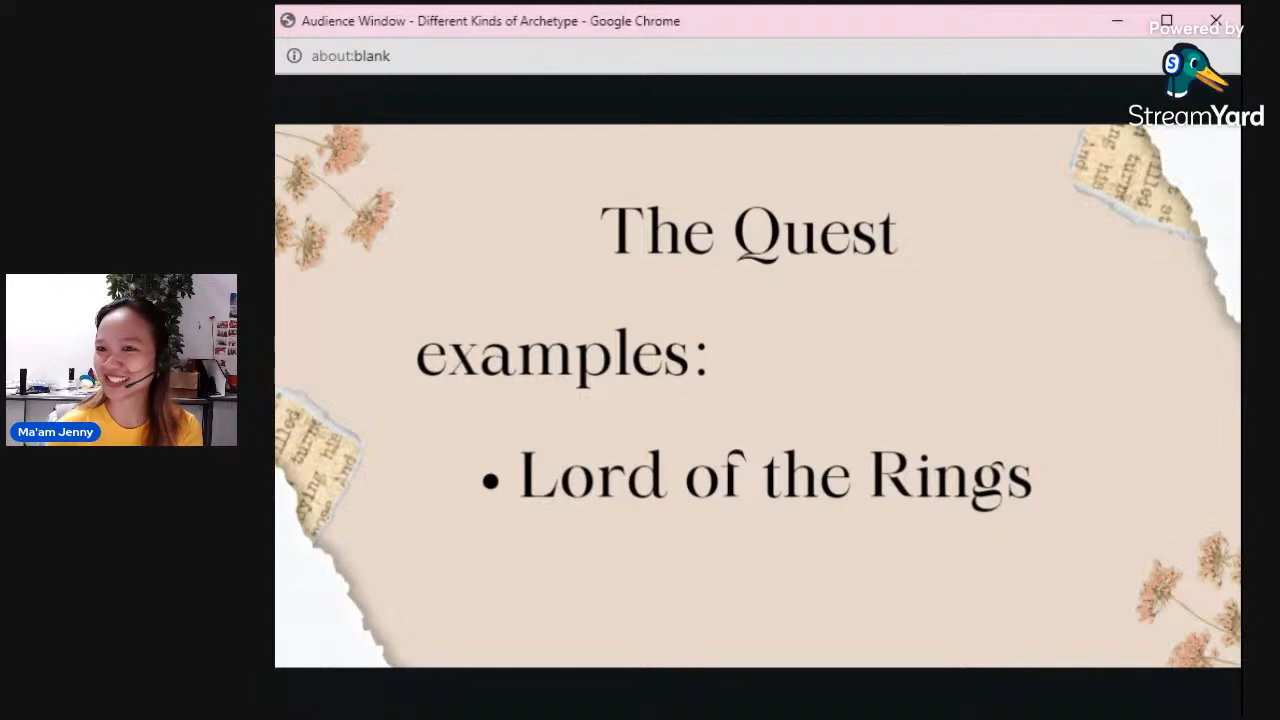 Audience Window - Different Kinds of Archetype - Google Chrome
about:blank
Powered by
StreamYard
The Quest
examples:
• Lord of the Rings
Ma'am Jenny